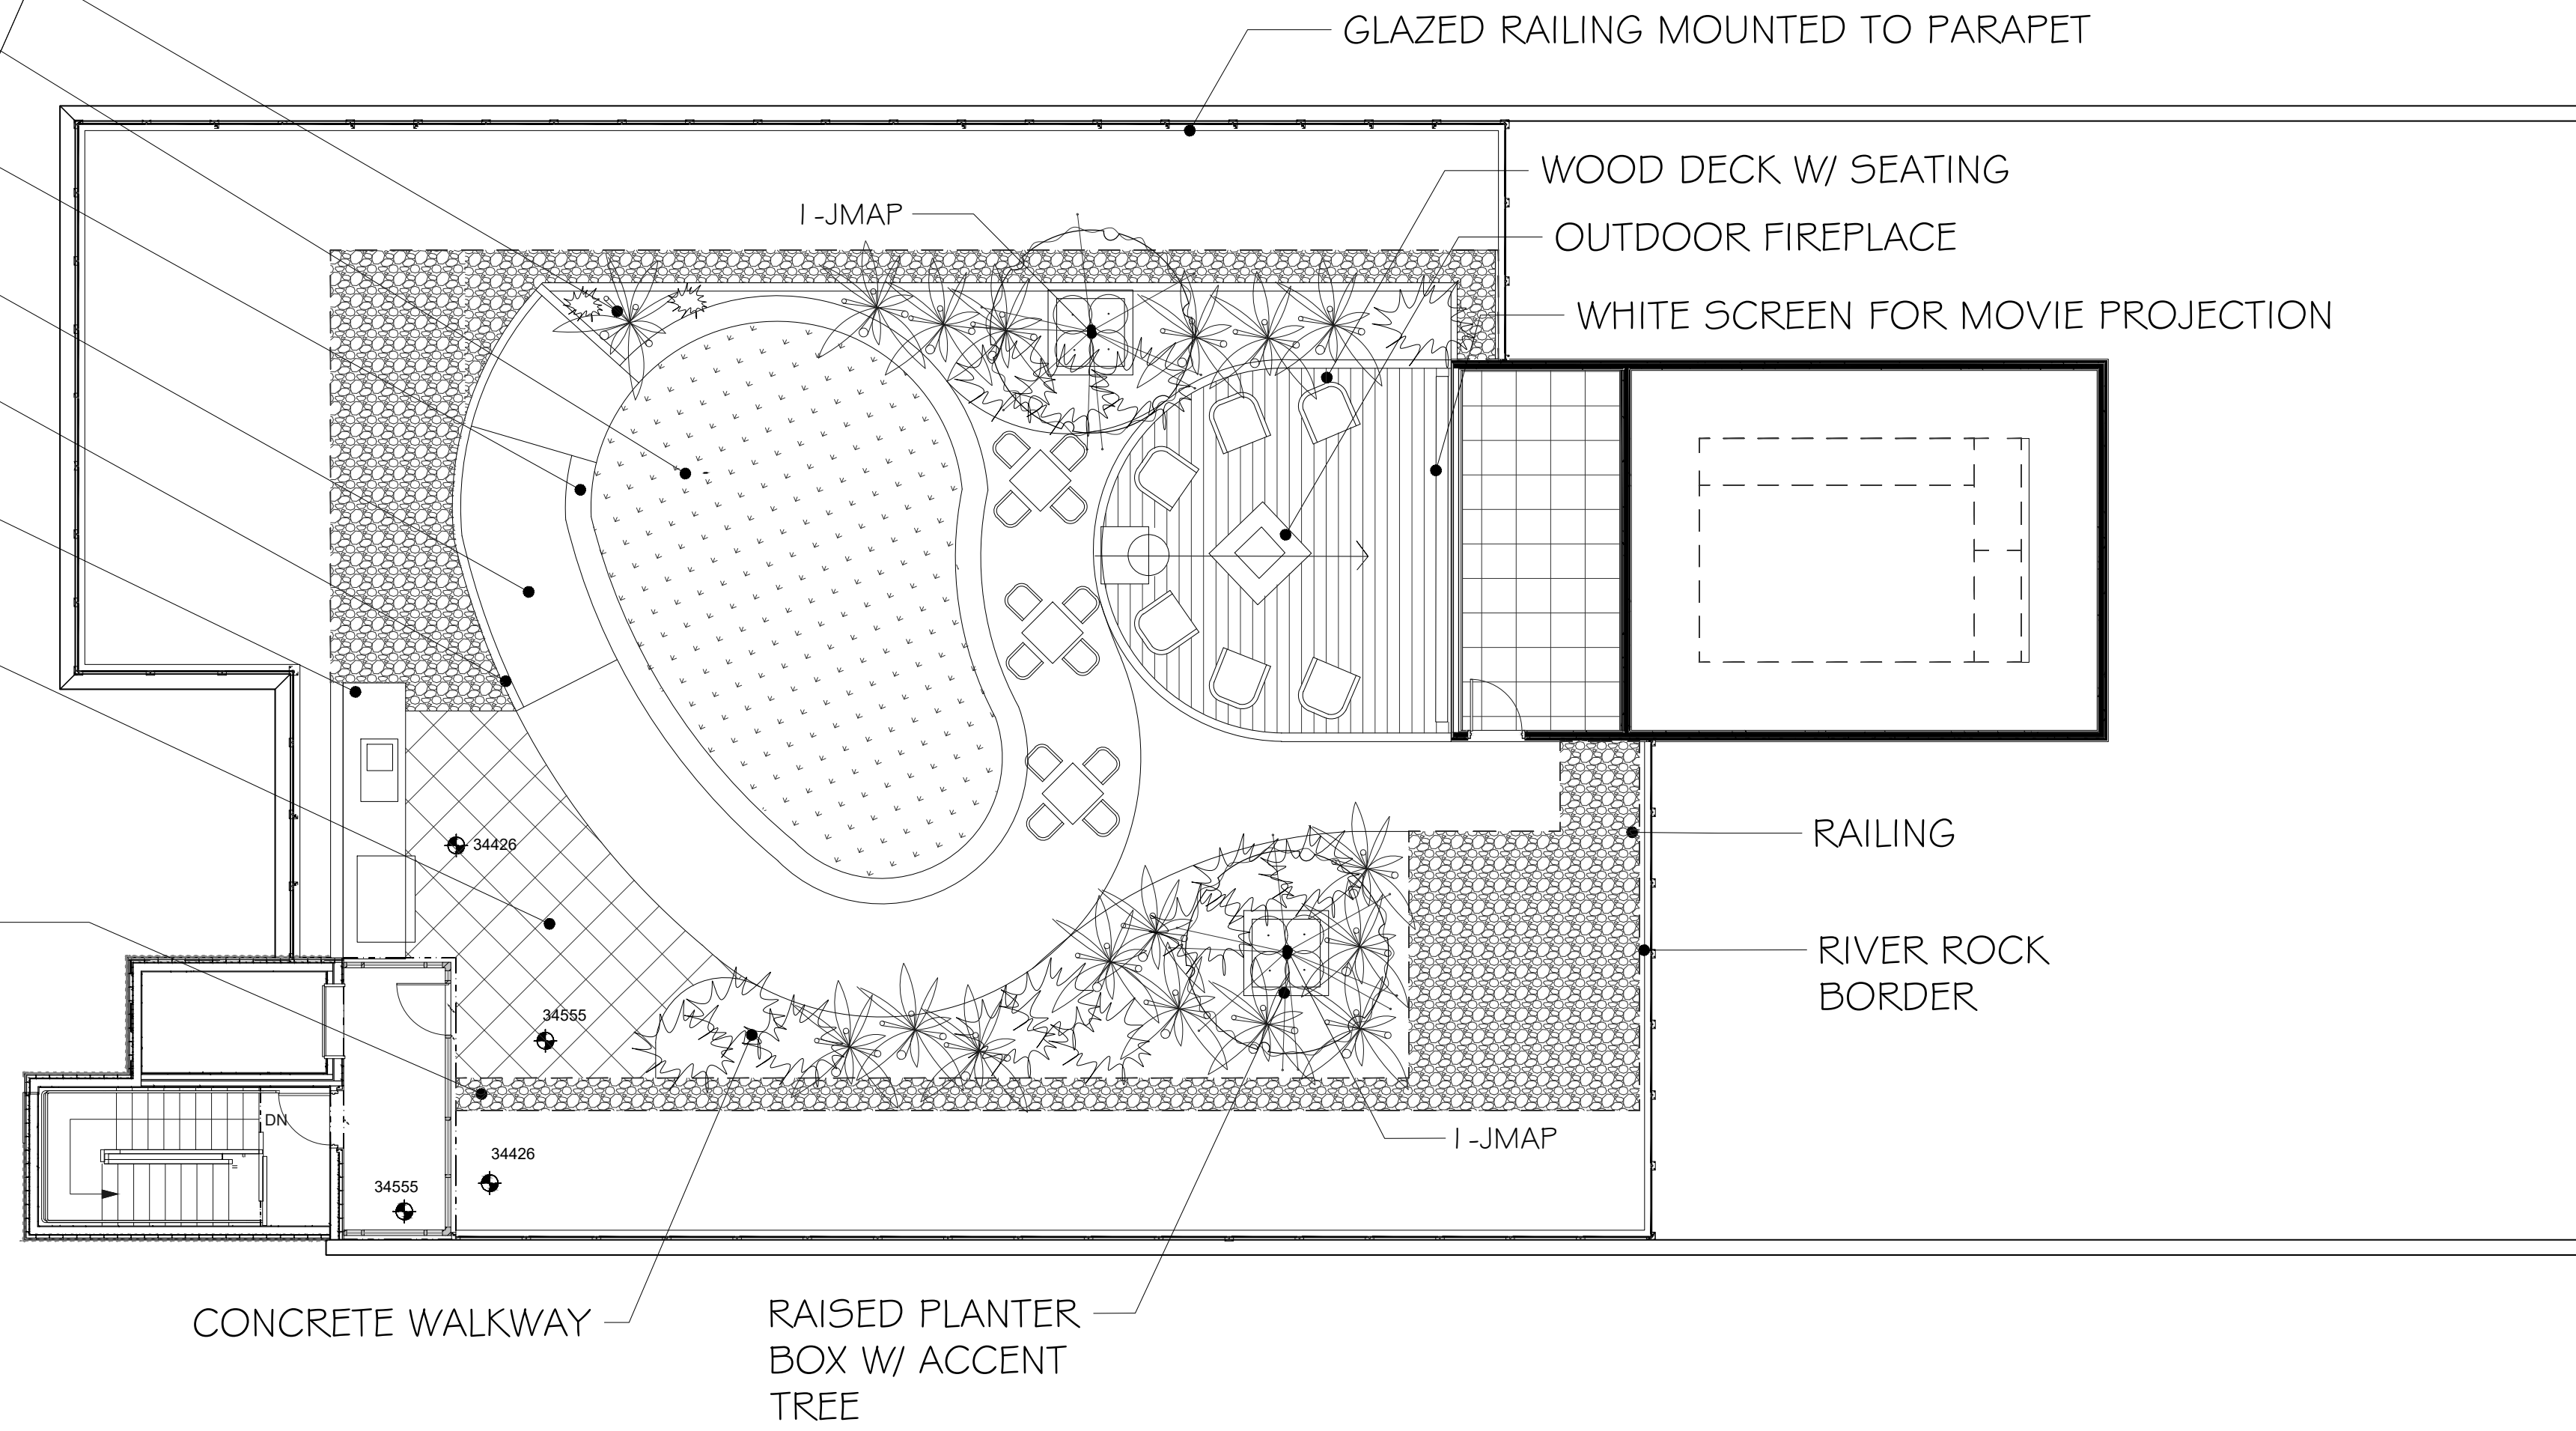 GLAZED RAILING MOUNTED TO PARAPET
WOOD DECK W/ SEATING
1-JMAP
OUTDOOR FIREPLACE
WHITE SCREEN FOR MOVIE PROJECTION
RAILING
34426
RIVER ROCK
BORDER
34555
DN
1-JMAP
34426
34555
CONCRETE WALKWAY
RAISED PLANTER
BOX W/ ACCENT
TREE